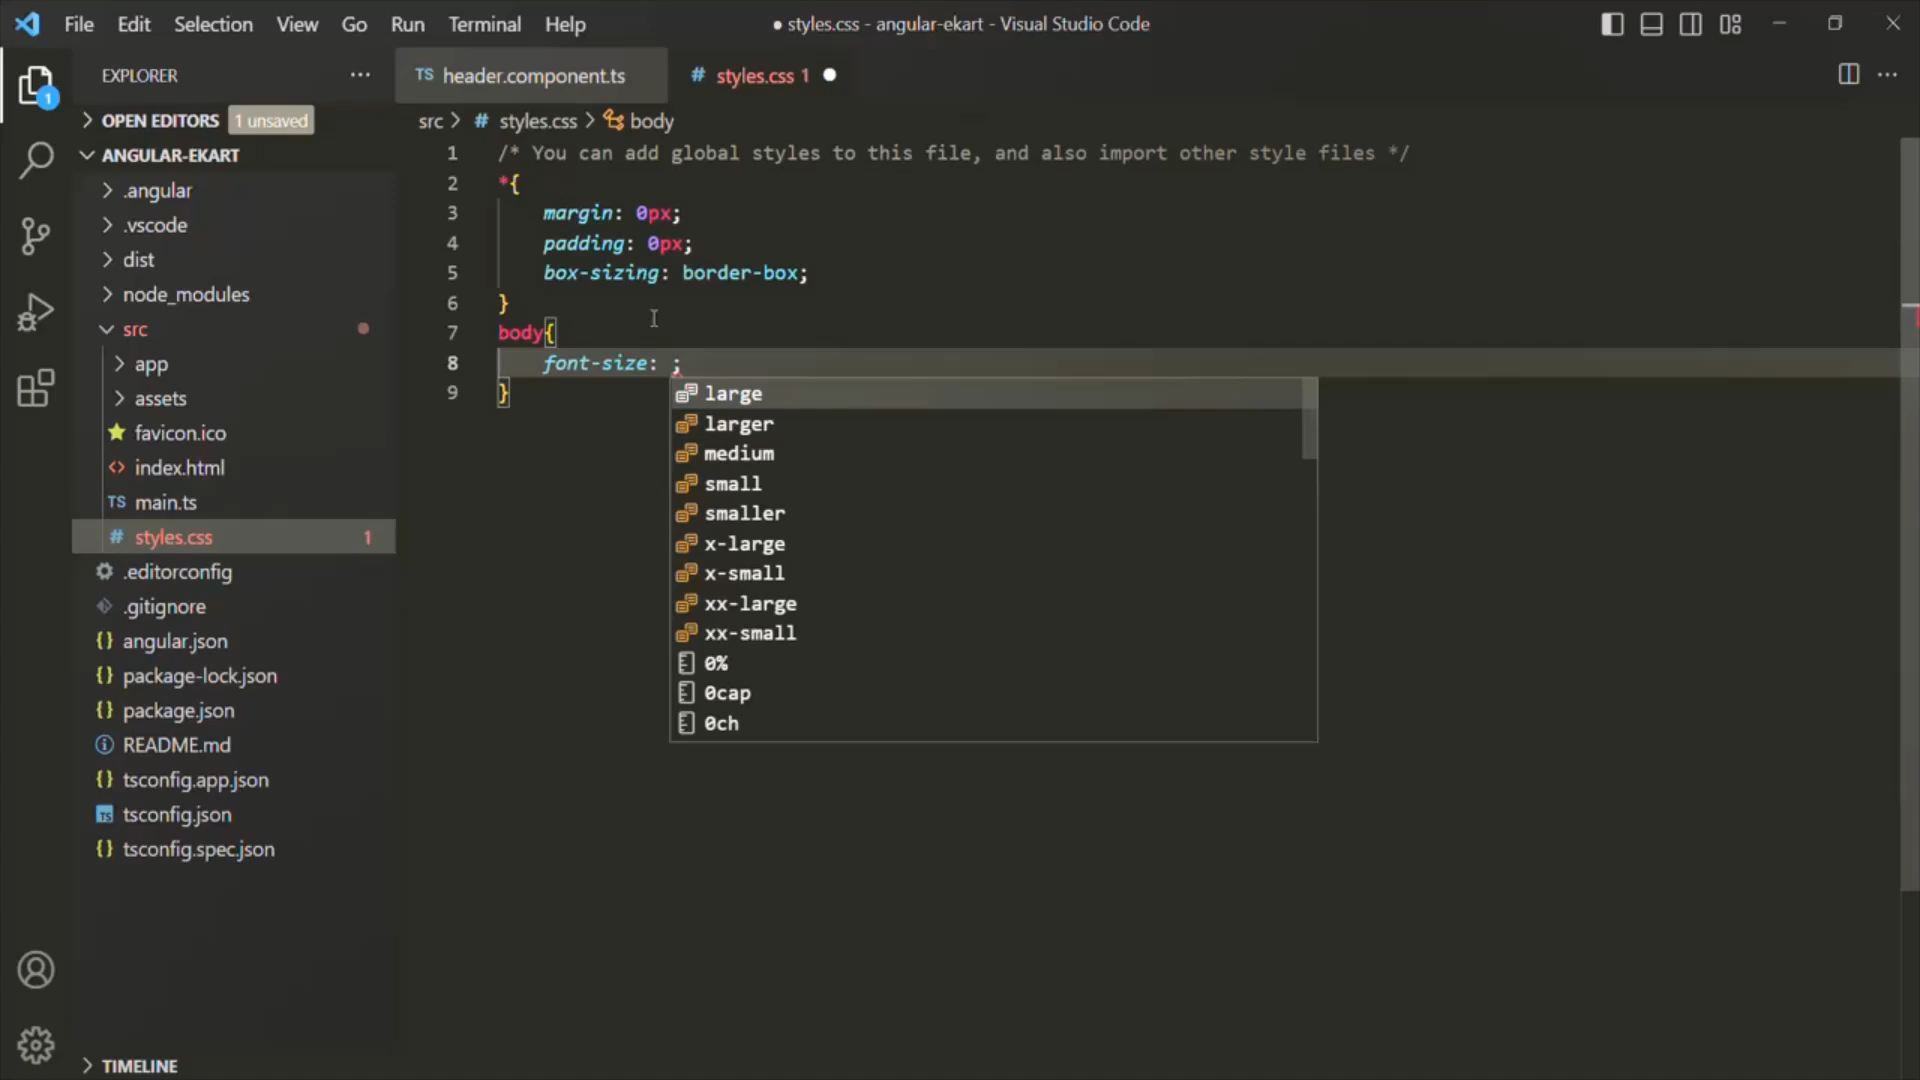 File Edit Selection View Go Run Terminal Help
● styles.css - angular-ekart - Visual Studio Code
EXPLORER
TS header.component.ts
# styles.css 1
1
OPEN EDITORS 1 unsaved
src > # styles.css > body
ANGULAR-EKART
.angular
.vscode
dist
node_modules
src
app
assets
favicon.ico
<> index.html
TS main.ts
# styles.css 1
.editorconfig
.gitignore
{} angular.json
{} package-lock.json
{} package.json
README.md
{} tsconfig.app.json
TS tsconfig.json
{} tsconfig.spec.json
TIMELINE
1 /* You can add global styles to this file, and also import other style files */
2 *{
3 margin: 0px;
4 padding: 0px;
5 box-sizing: border-box;
6 }
7 body{
8 font-size: ;
9 }
large
larger
medium
small
smaller
x-large
x-small
xx-large
xx-small
0%
0cap
0ch